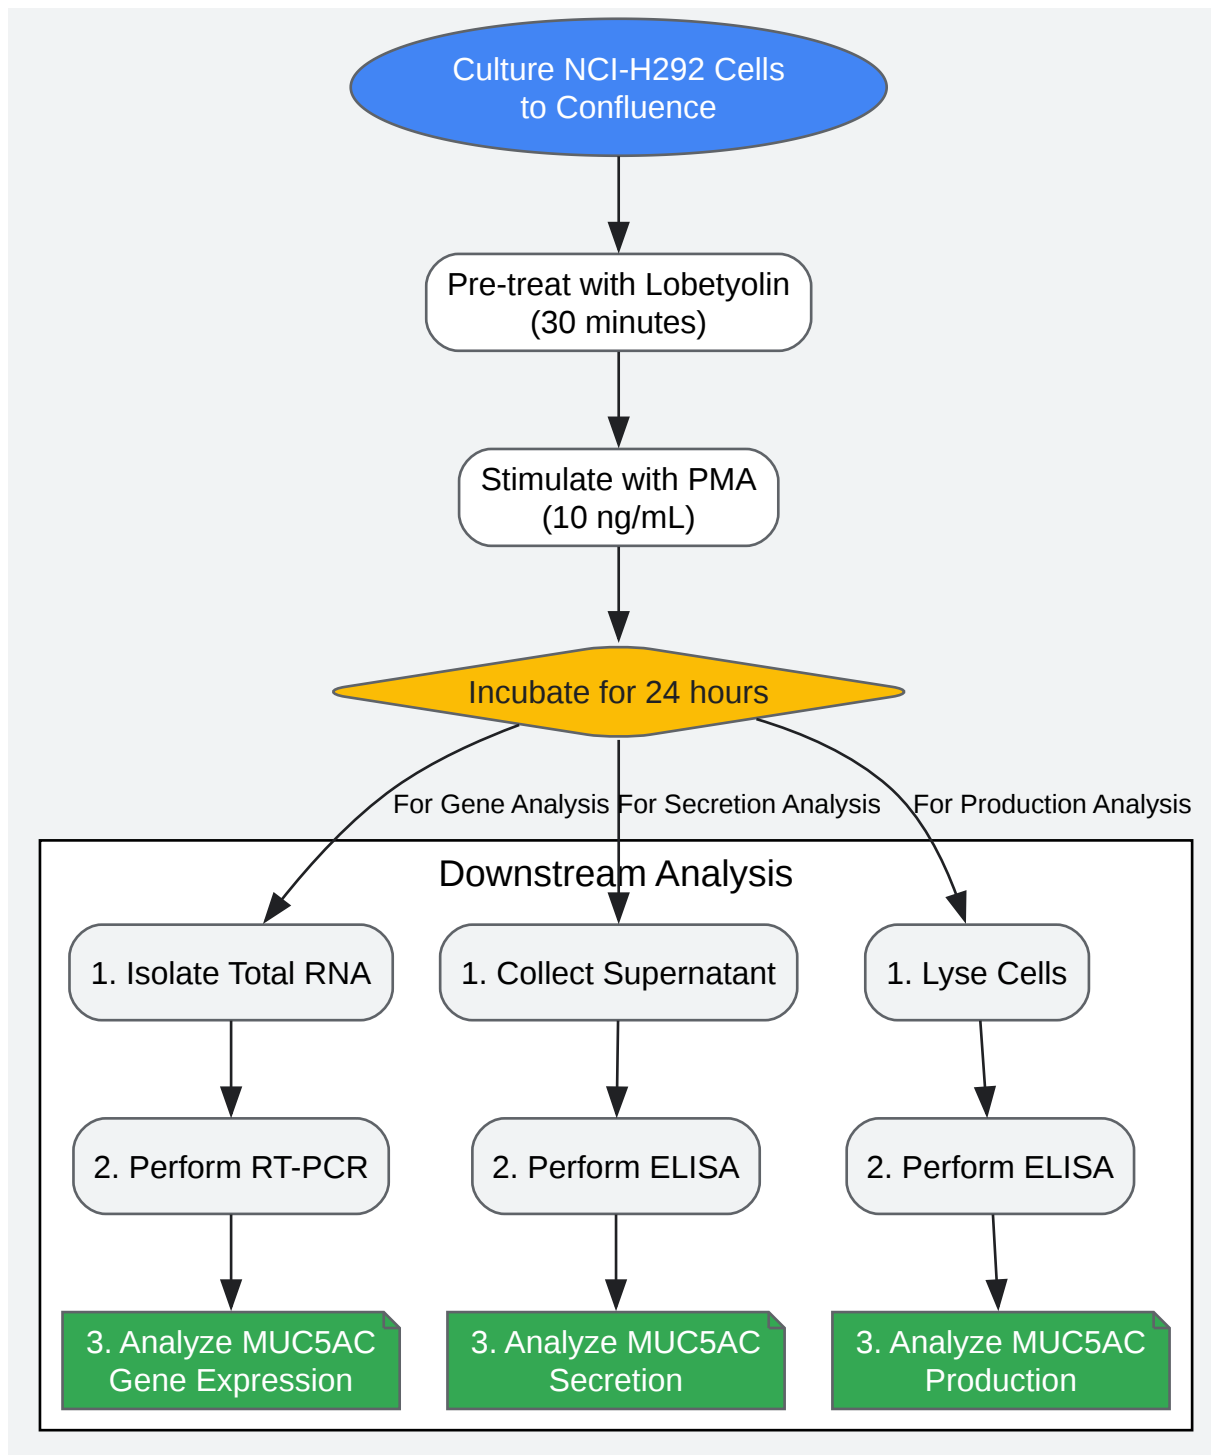 Culture NCI-H292 Cells
to Confluence
Pre-treat with Lobetyolin
(30 minutes)
Stimulate with PMA
(10 ng/mL)
Incubate for 24 hours
For Gene Analysis
For Secretion Analysis
For Production Analysis
Downstream Analysis
1. Isolate Total RNA
1. Collect Supernatant
1. Lyse Cells
2. Perform RT-PCR
2. Perform ELISA
2. Perform ELISA
3. Analyze MUC5AC
Gene Expression
3. Analyze MUC5AC
Secretion
3. Analyze MUC5AC
Production